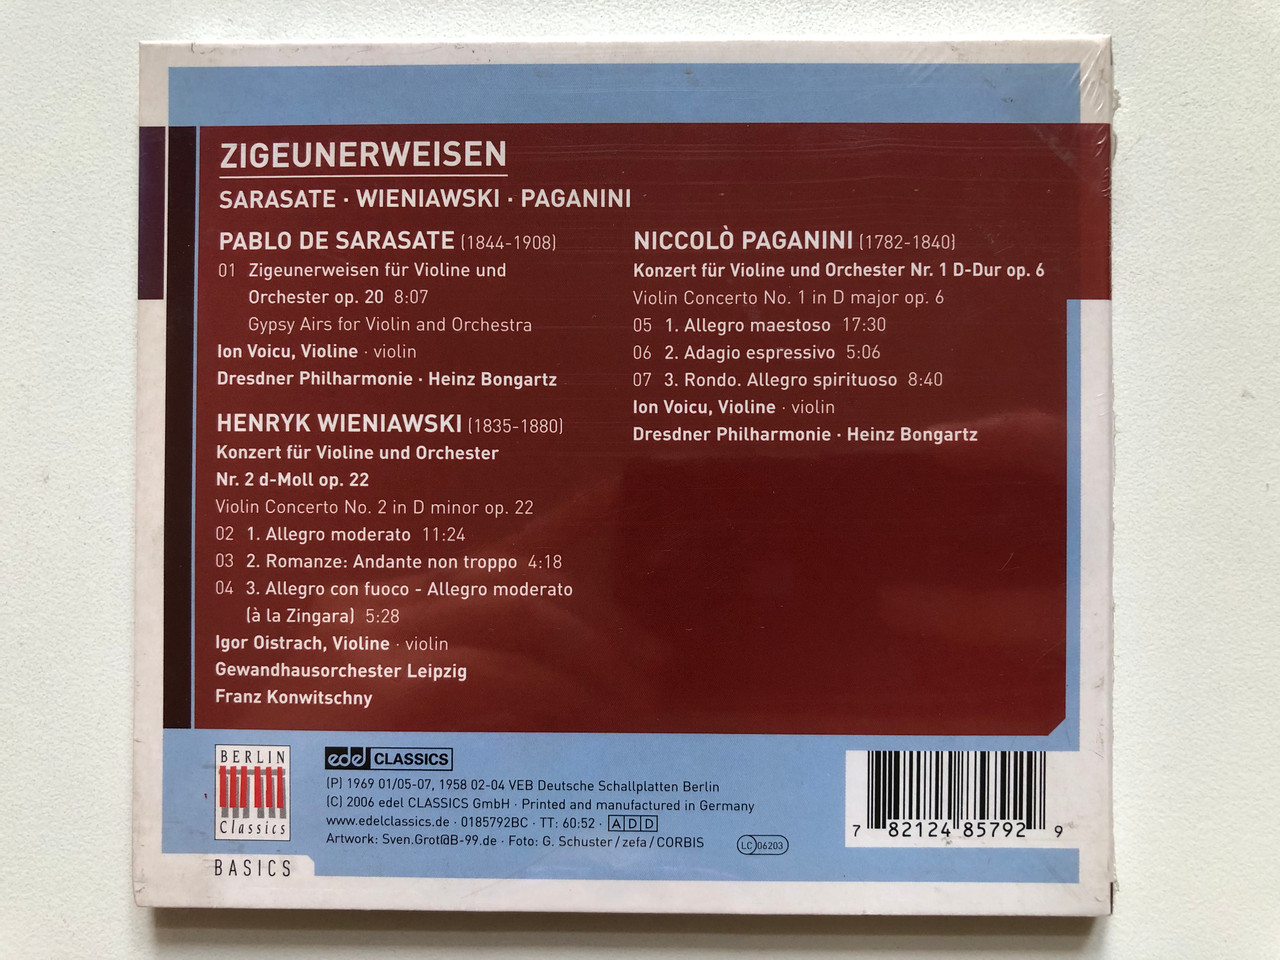 ZIGEUNERWEISEN
SARASATE · WIENIAWSKI · PAGANINI
PABLO DE SARASATE (1844-1908)
01 Zigeunerweisen für Violine und
Orchester op. 20 8:07
Gypsy Airs for Violin and Orchestra
Ion Voicu, Violine · violin
Dresdner Philharmonie · Heinz Bongartz
HENRYK WIENIAWSKI (1835-1880)
Konzert für Violine und Orchester
Nr. 2 d-Moll op. 22
Violin Concerto No. 2 in D minor op. 22
02 1. Allegro moderato 11:24
03 2. Romanze: Andante non troppo 4:18
04 3. Allegro con fuoco - Allegro moderato
(à la Zingara) 5:28
Igor Oistrach, Violine · violin
Gewandhausorchester Leipzig
Franz Konwitschny
NICCOLÒ PAGANINI (1782-1840)
Konzert für Violine und Orchester Nr. 1 D-Dur op. 6
Violin Concerto No. 1 in D major op. 6
05 1. Allegro maestoso 17:30
06 2. Adagio espressivo 5:06
07 3. Rondo. Allegro spirituoso 8:40
Ion Voicu, Violine · violin
Dresdner Philharmonie · Heinz Bongartz
BERLIN
Classics
BASICS
edel CLASSICS
(P) 1969 01/05-07, 1958 02-04 VEB Deutsche Schallplatten Berlin
(C) 2006 edel CLASSICS GmbH · Printed and manufactured in Germany
www.edelclassics.de · 0185792BC · TT: 60:52 · ADD
Artwork: Sven.Grot@B-99.de · Foto: G. Schuster/zefa/CORBIS
LC 06203
7 82124 85792 9